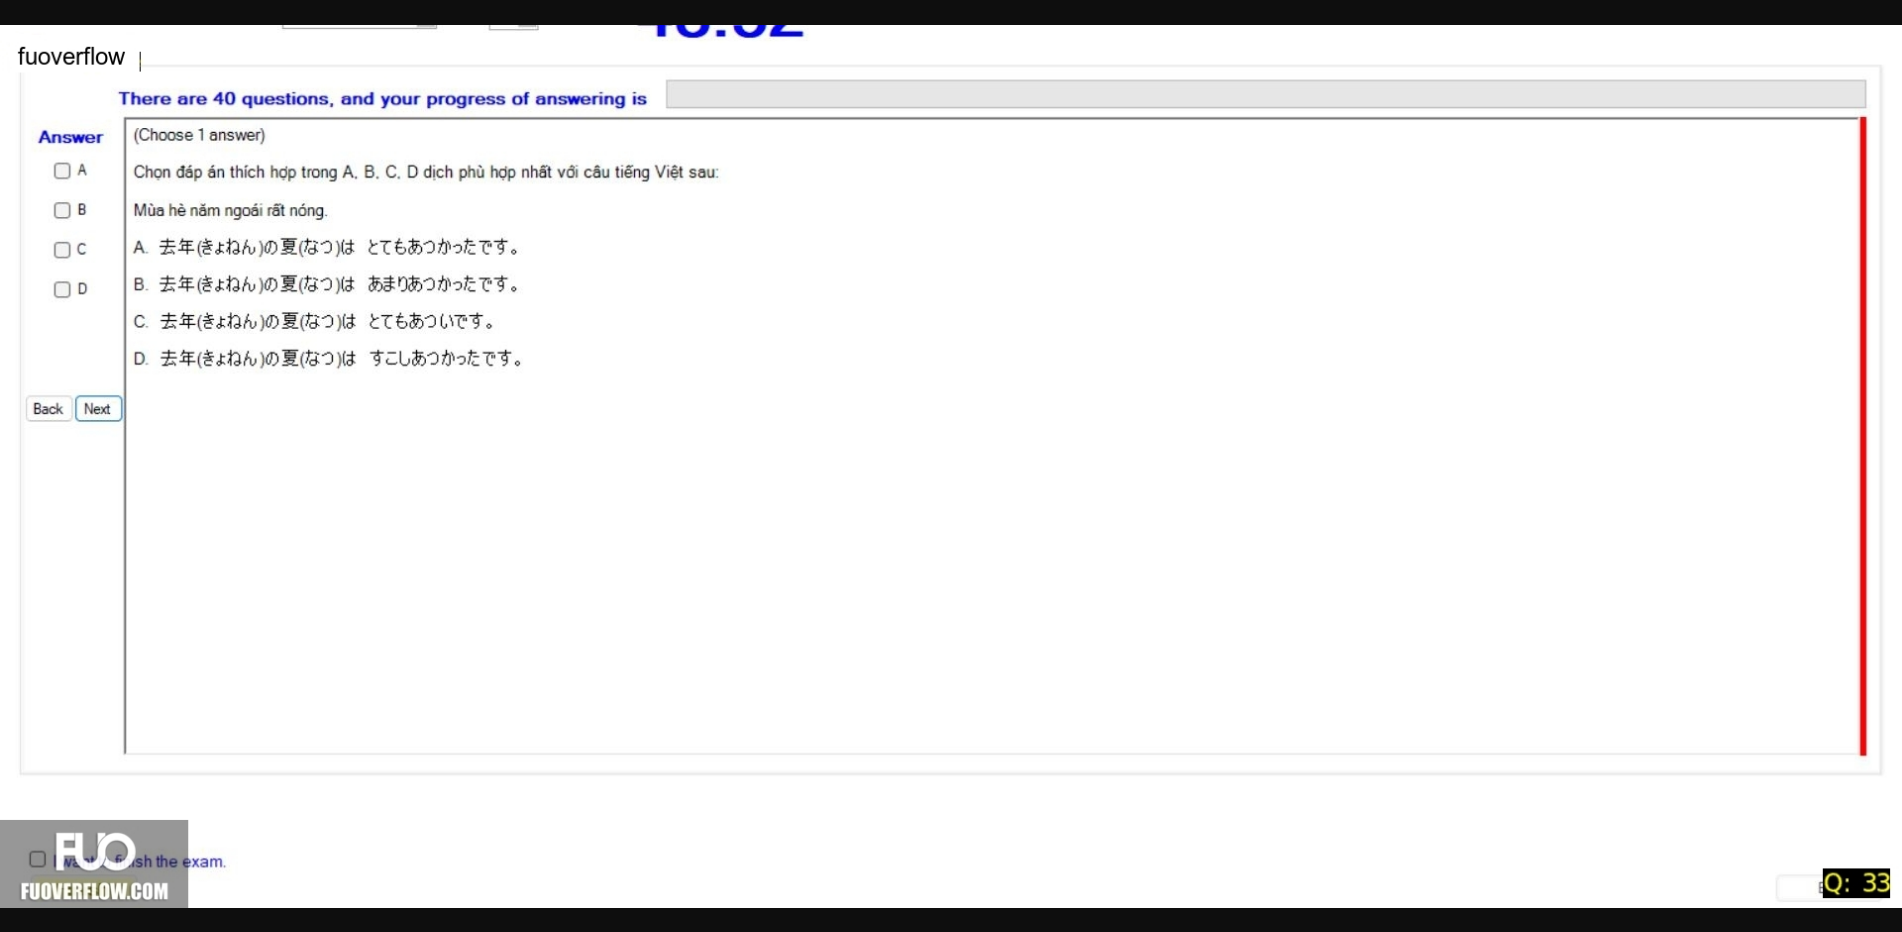 fuoverflow
There are 40 questions, and your progress of answering is
Answer
(Choose 1 answer)
A
Chọn đáp án thích hợp trong A, B, C, D dịch phù hợp nhất với câu tiếng Việt sau:
B
Mùa hè năm ngoái rất nóng.
C
A. 去年(きょねん)の夏(なつ)は とてもあつかったです。
D
B. 去年(きょねん)の夏(なつ)は あまりあつかったです。
C. 去年(きょねん)の夏(なつ)は とてもあついです。
D. 去年(きょねん)の夏(なつ)は すこしあつかったです。
Back Next
FUO
the exam.
FUOVERFLOW.COM
Q: 33